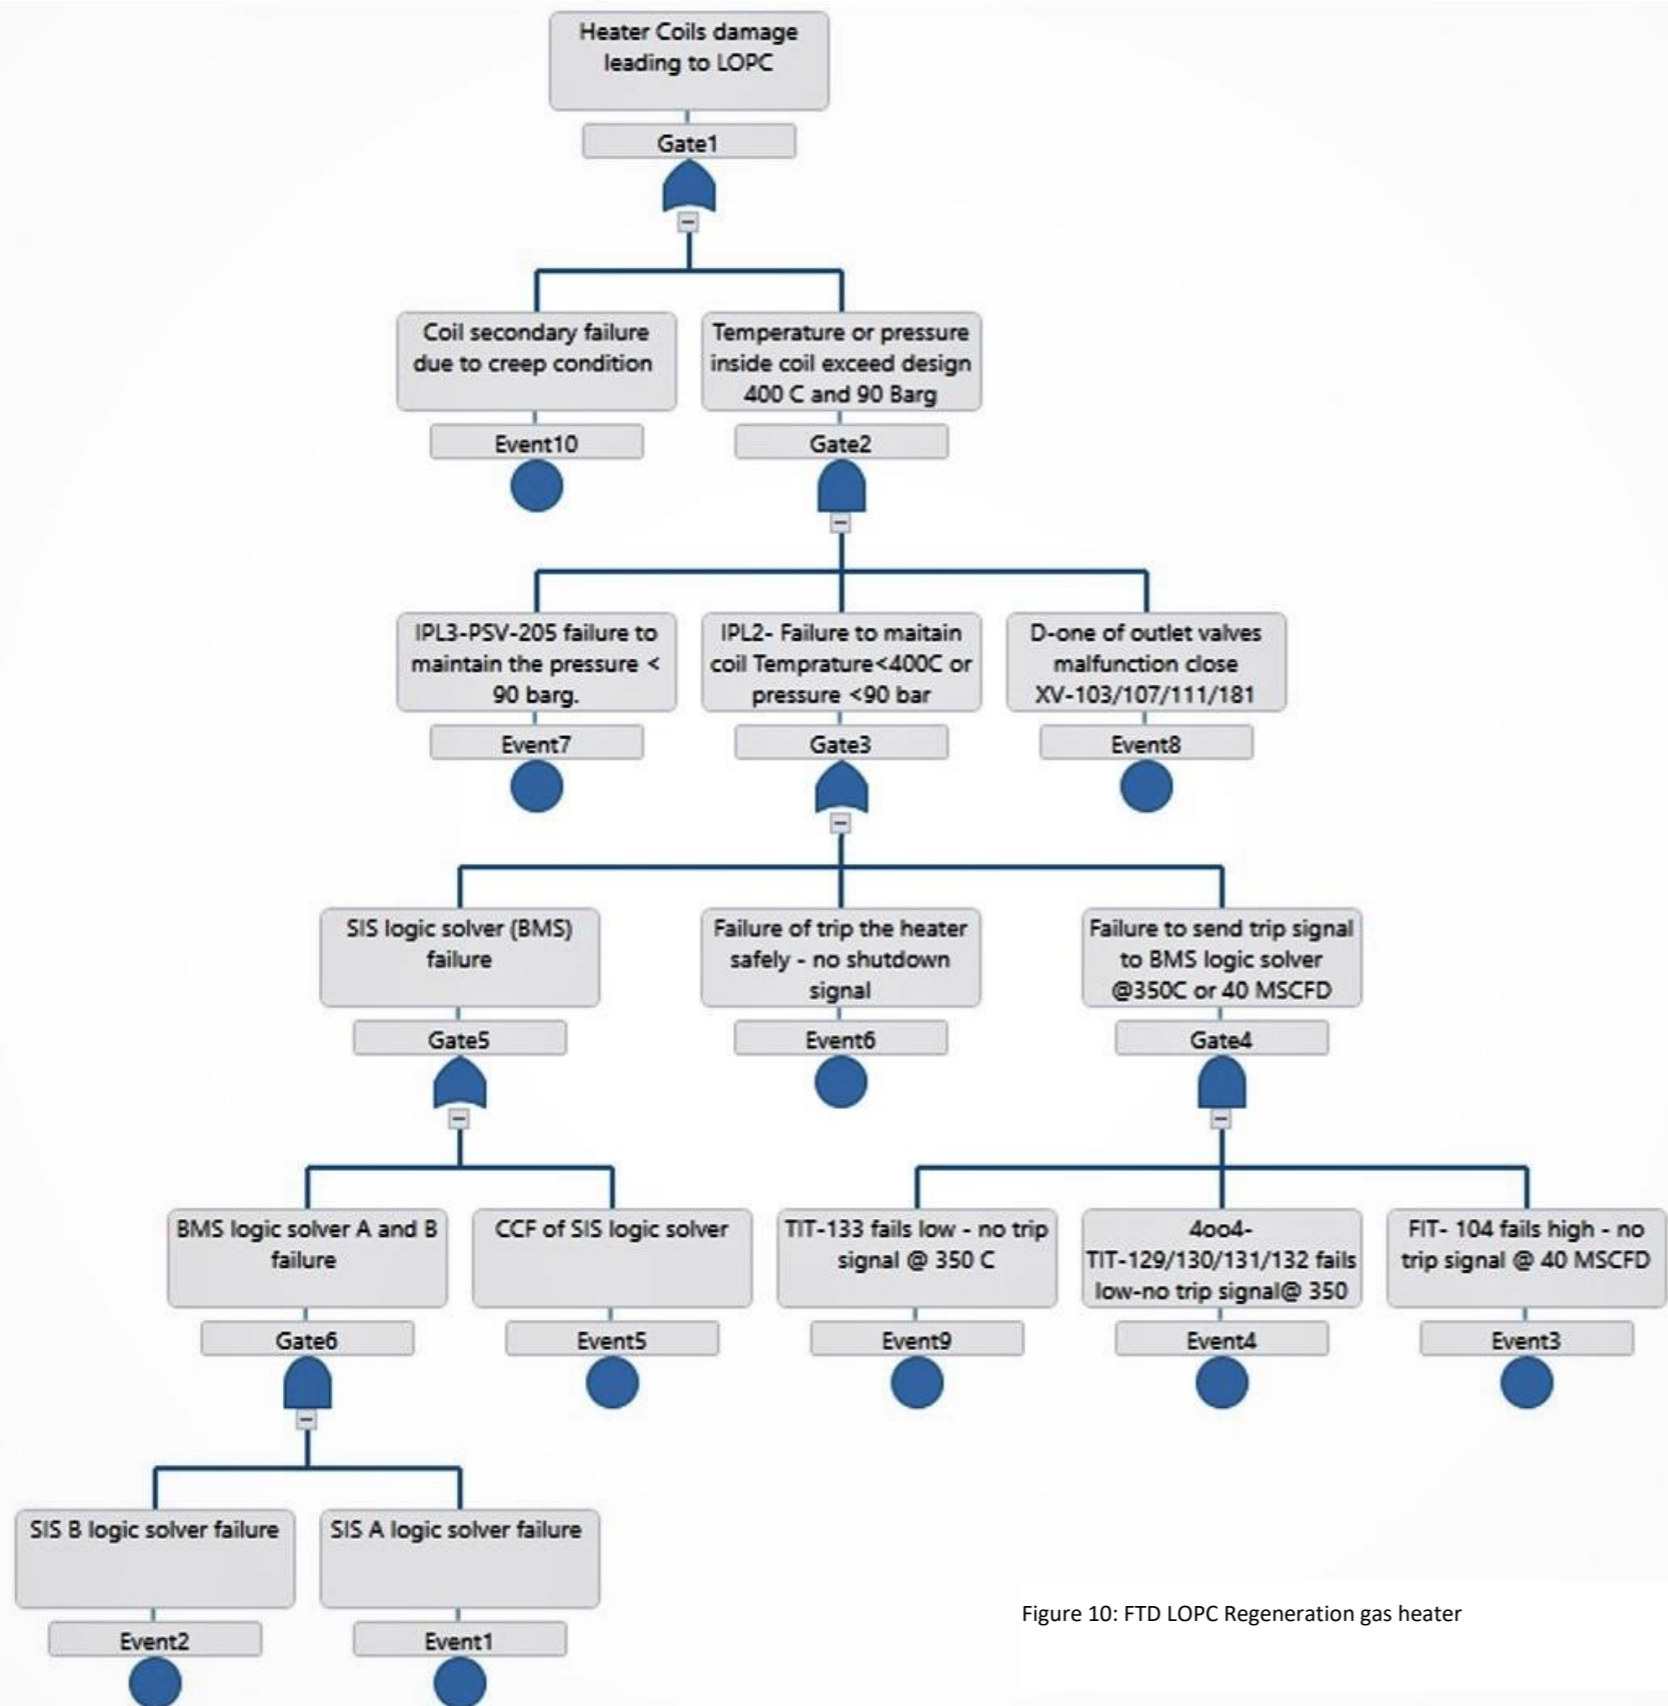 Heater Coils damage
leading to LOPC
Gate1
Coil secondary failure
due to creep condition
Event10
Temperature or pressure
inside coil exceed design
400 C and 90 Barg
Gate2
IPL3-PSV-205 failure to
maintain the pressure <
90 barg.
Event7
IPL2- Failure to maitain
coil Temprature<400C or
pressure <90 bar
Gate3
D-one of outlet valves
malfunction close
XV-103/107/111/181
Event8
SIS logic solver (BMS)
failure
Gate5
Failure of trip the heater
safely - no shutdown
signal
Event6
Failure to send trip signal
to BMS logic solver
@350C or 40 MSCFD
Gate4
BMS logic solver A and B
failure
Gate6
CCF of SIS logic solver
Event5
TIT-133 fails low - no trip
signal @ 350 C
Event9
4oo4-
TIT-129/130/131/132 fails
low-no trip signal@ 350
Event4
FIT- 104 fails high - no
trip signal @ 40 MSCFD
Event3
SIS B logic solver failure
Event2
SIS A logic solver failure
Event1
Figure 10: FTD LOPC Regeneration gas heater